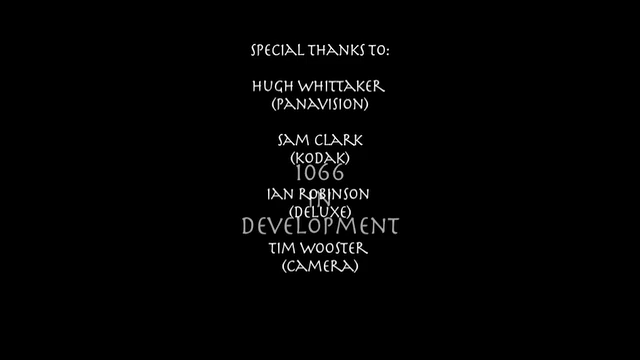 SPECIAL THANKS TO:
HUGH WHITTAKER
(PANAVISION)
SAM CLARK
(KODAK)
1066
IAN ROBINSON
IN
(DELUXE)
DEVELOPMENT
TIM WOOSTER
(CAMERA)